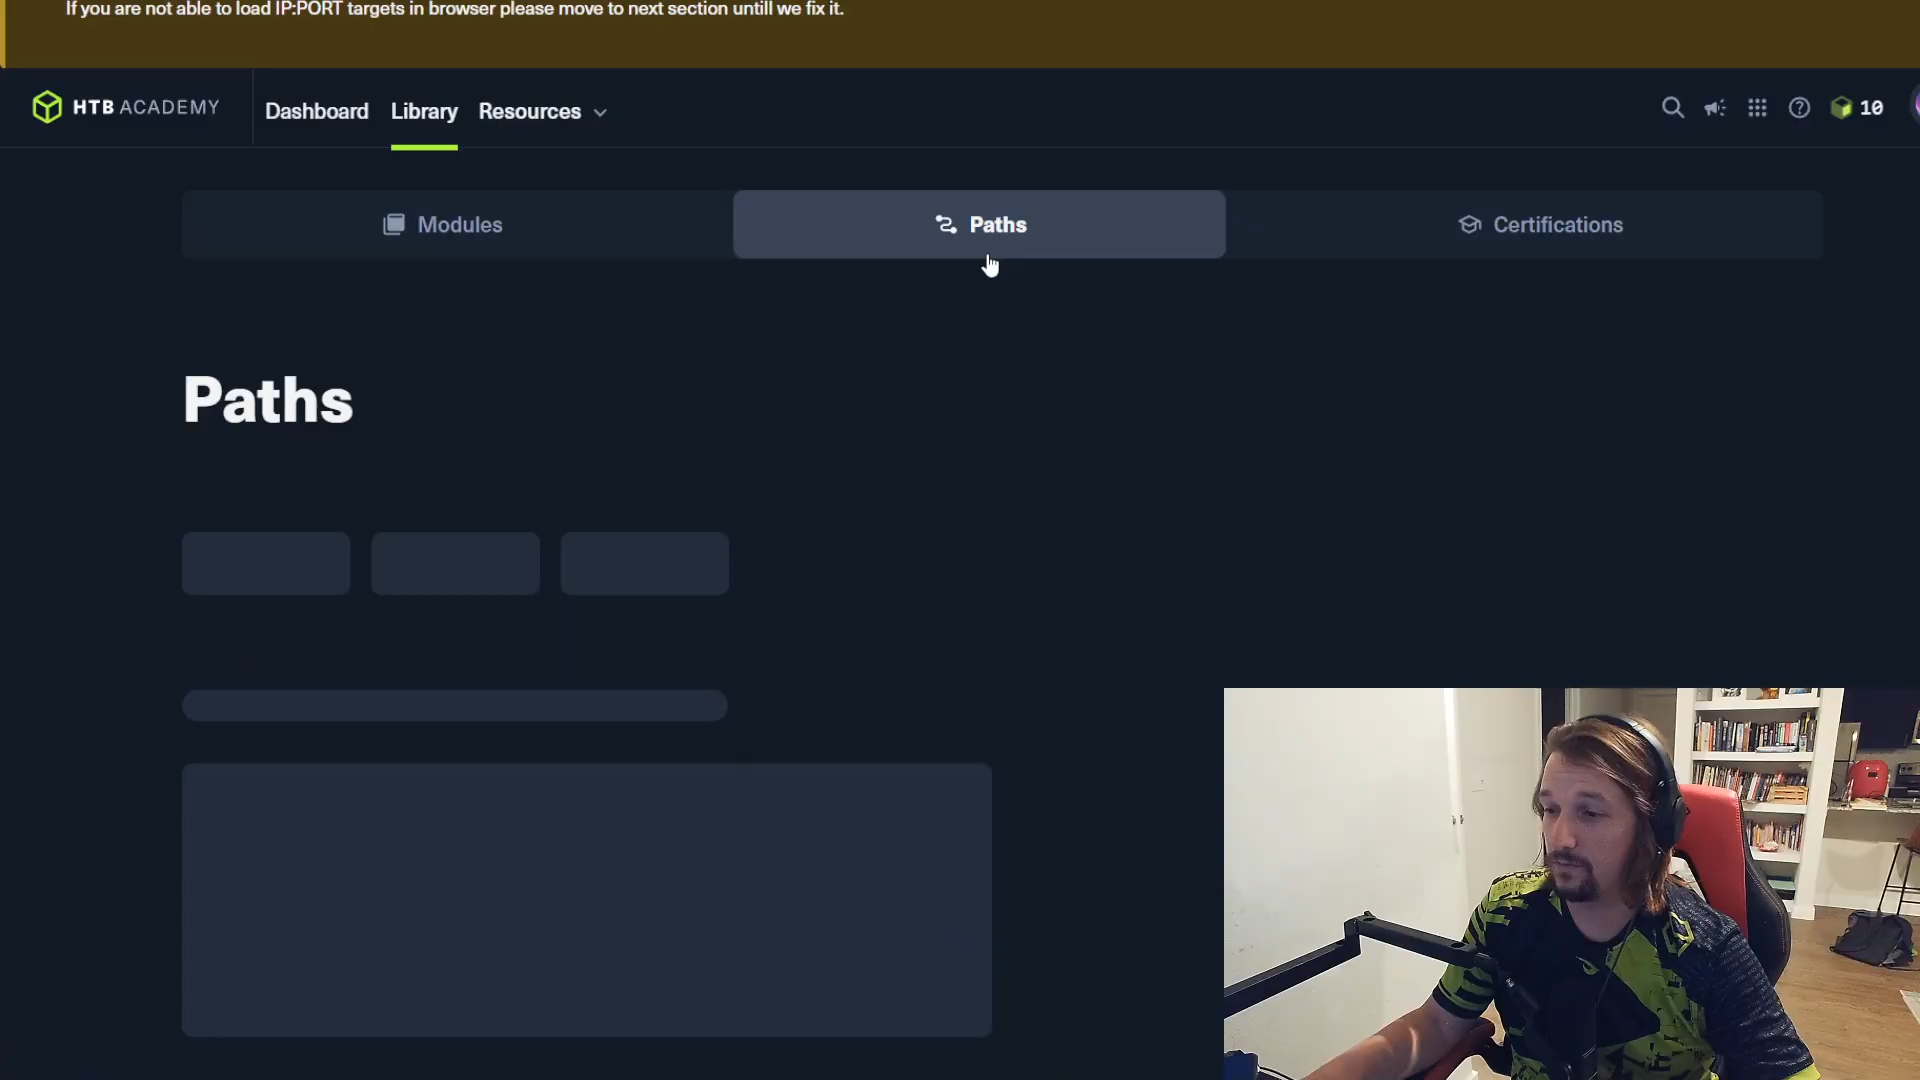 If you are not able to load IP:PORT targets in browser please move to next section untill we fix it.
HTB ACADEMY
Dashboard
Library
Resources
10
Modules
Paths
Certifications
Paths